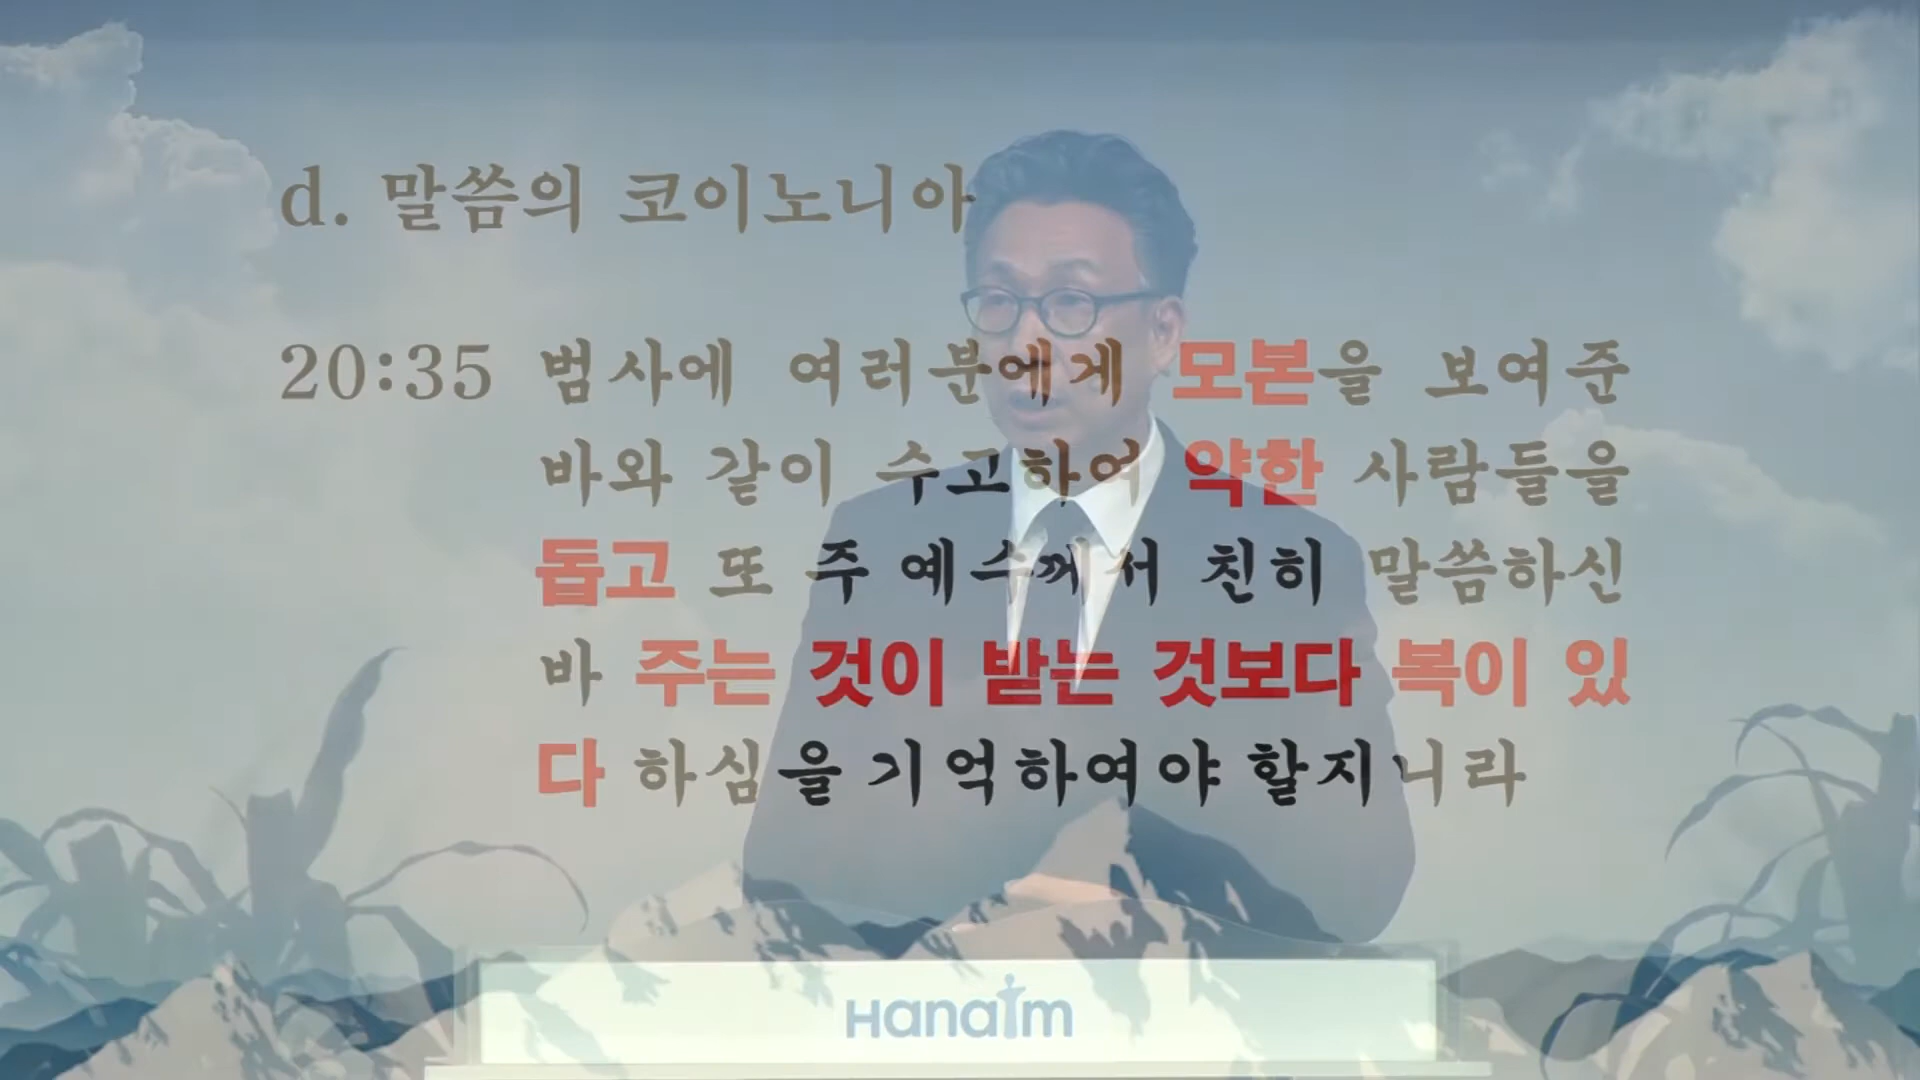 d. 말씀의 코이노니아
20:35 범사에 여러분에게 모본을 보여준
바와 같이 수고하여 약한 사람들을
돕고 또 주 예수께서 친히 말씀하신
바 주는 것이 받는 것보다 복이 있
다 하심을 기억하여야 할지니라
Hanaim